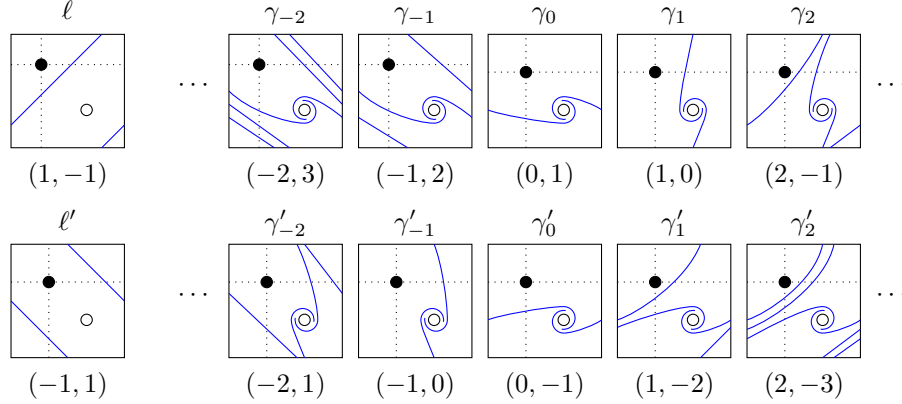 ℓ γ₋₂ γ₋₁ γ₀ γ₁ γ₂
··· ···
(1, −1) (−2, 3) (−1, 2) (0, 1) (1, 0) (2, −1)
ℓ′ γ′₋₂ γ′₋₁ γ′₀ γ′₁ γ′₂
··· ···
(−1, 1) (−2, 1) (−1, 0) (0, −1) (1, −2) (2, −3)